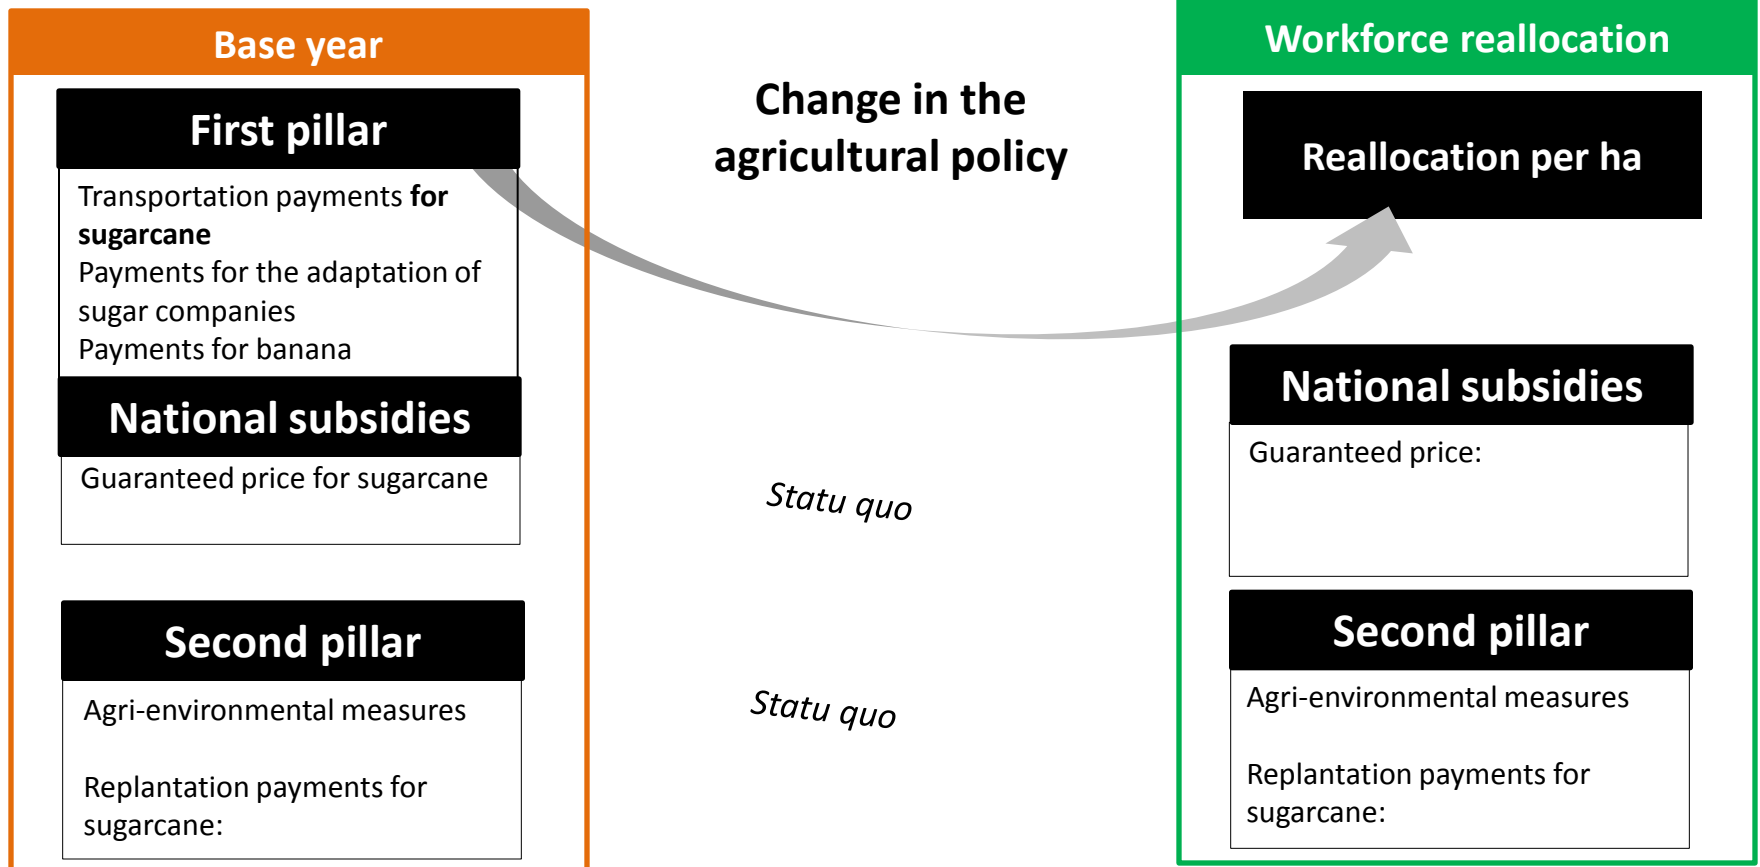 Base year
First pillar
Transportation payments for
sugarcane
Payments for the adaptation of
sugar companies
Payments for banana
National subsidies
Guaranteed price for sugarcane
Second pillar
Agri-environmental measures
Replantation payments for
sugarcane:
Change in the
agricultural policy
Statu quo
Statu quo
Workforce reallocation
Reallocation per ha
National subsidies
Guaranteed price:
Second pillar
Agri-environmental measures
Replantation payments for
sugarcane: